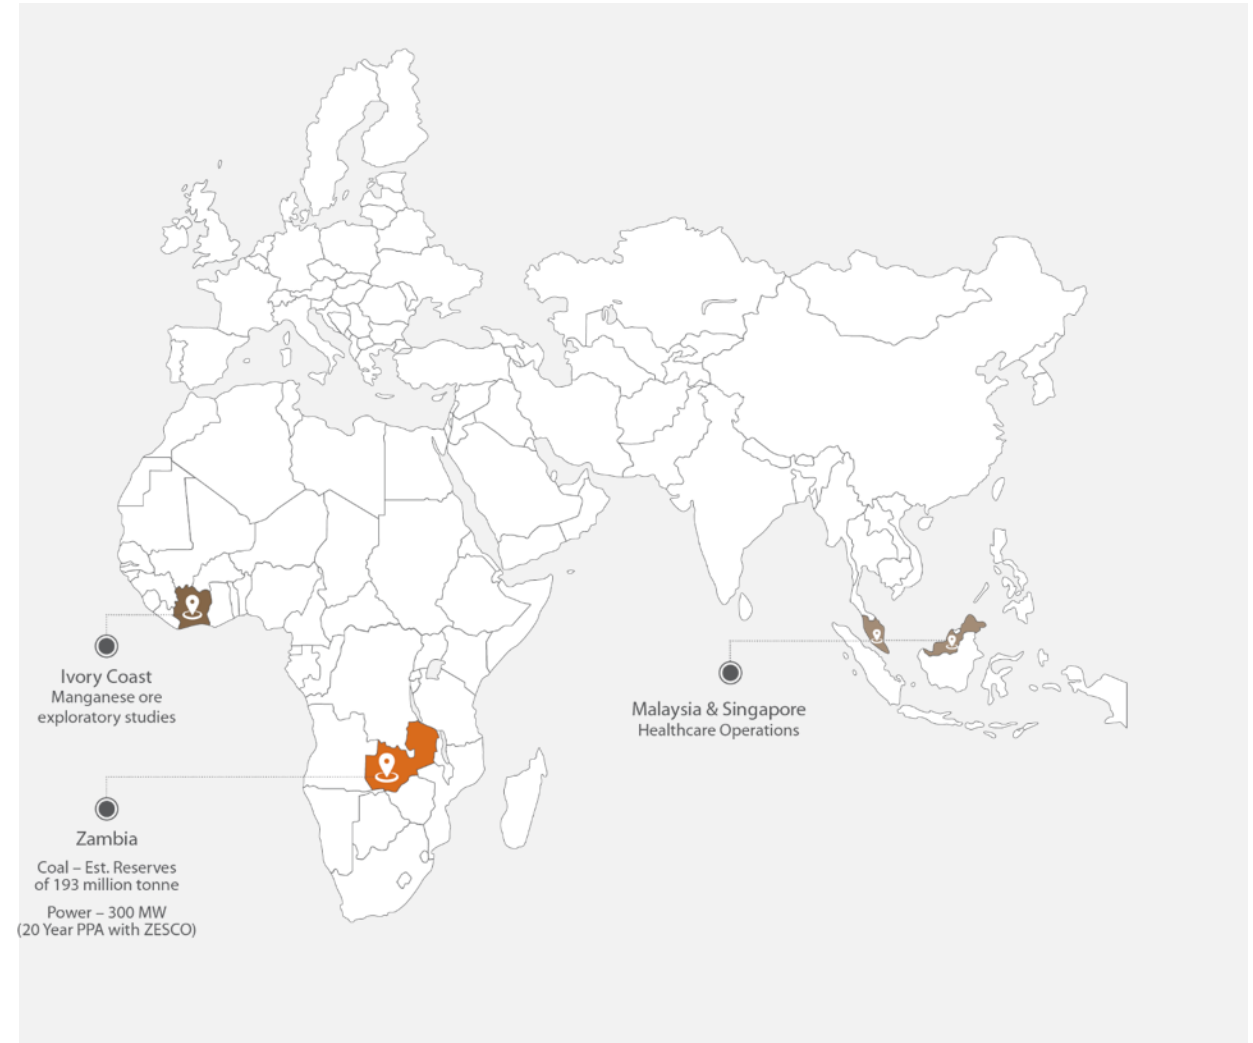 Ivory Coast
Manganese ore
exploratory studies
Malaysia & Singapore
Healthcare Operations
Zambia
Coal – Est. Reserves
of 193 million tonne
Power – 300 MW
(20 Year PPA with ZESCO)